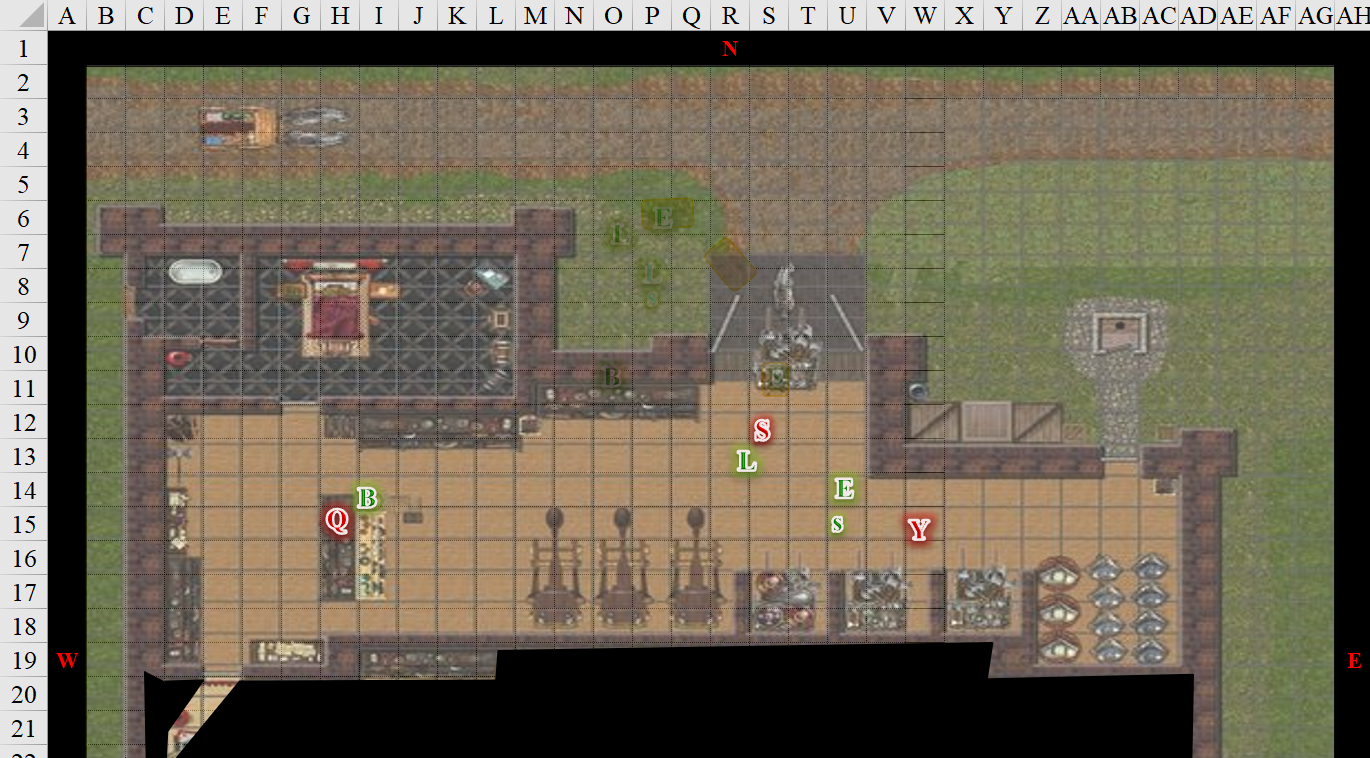 A B C D E F G H I J K L M N O P Q R S T U V W X Y Z AA AB AC AD AE AF AG AH
1 N
2
3
4
5
6 E
7 L
8
9 S
10
11 B E
12 S
13 L
14 B E
15 Q S Y
16
17
18
19 W E
20
21
22